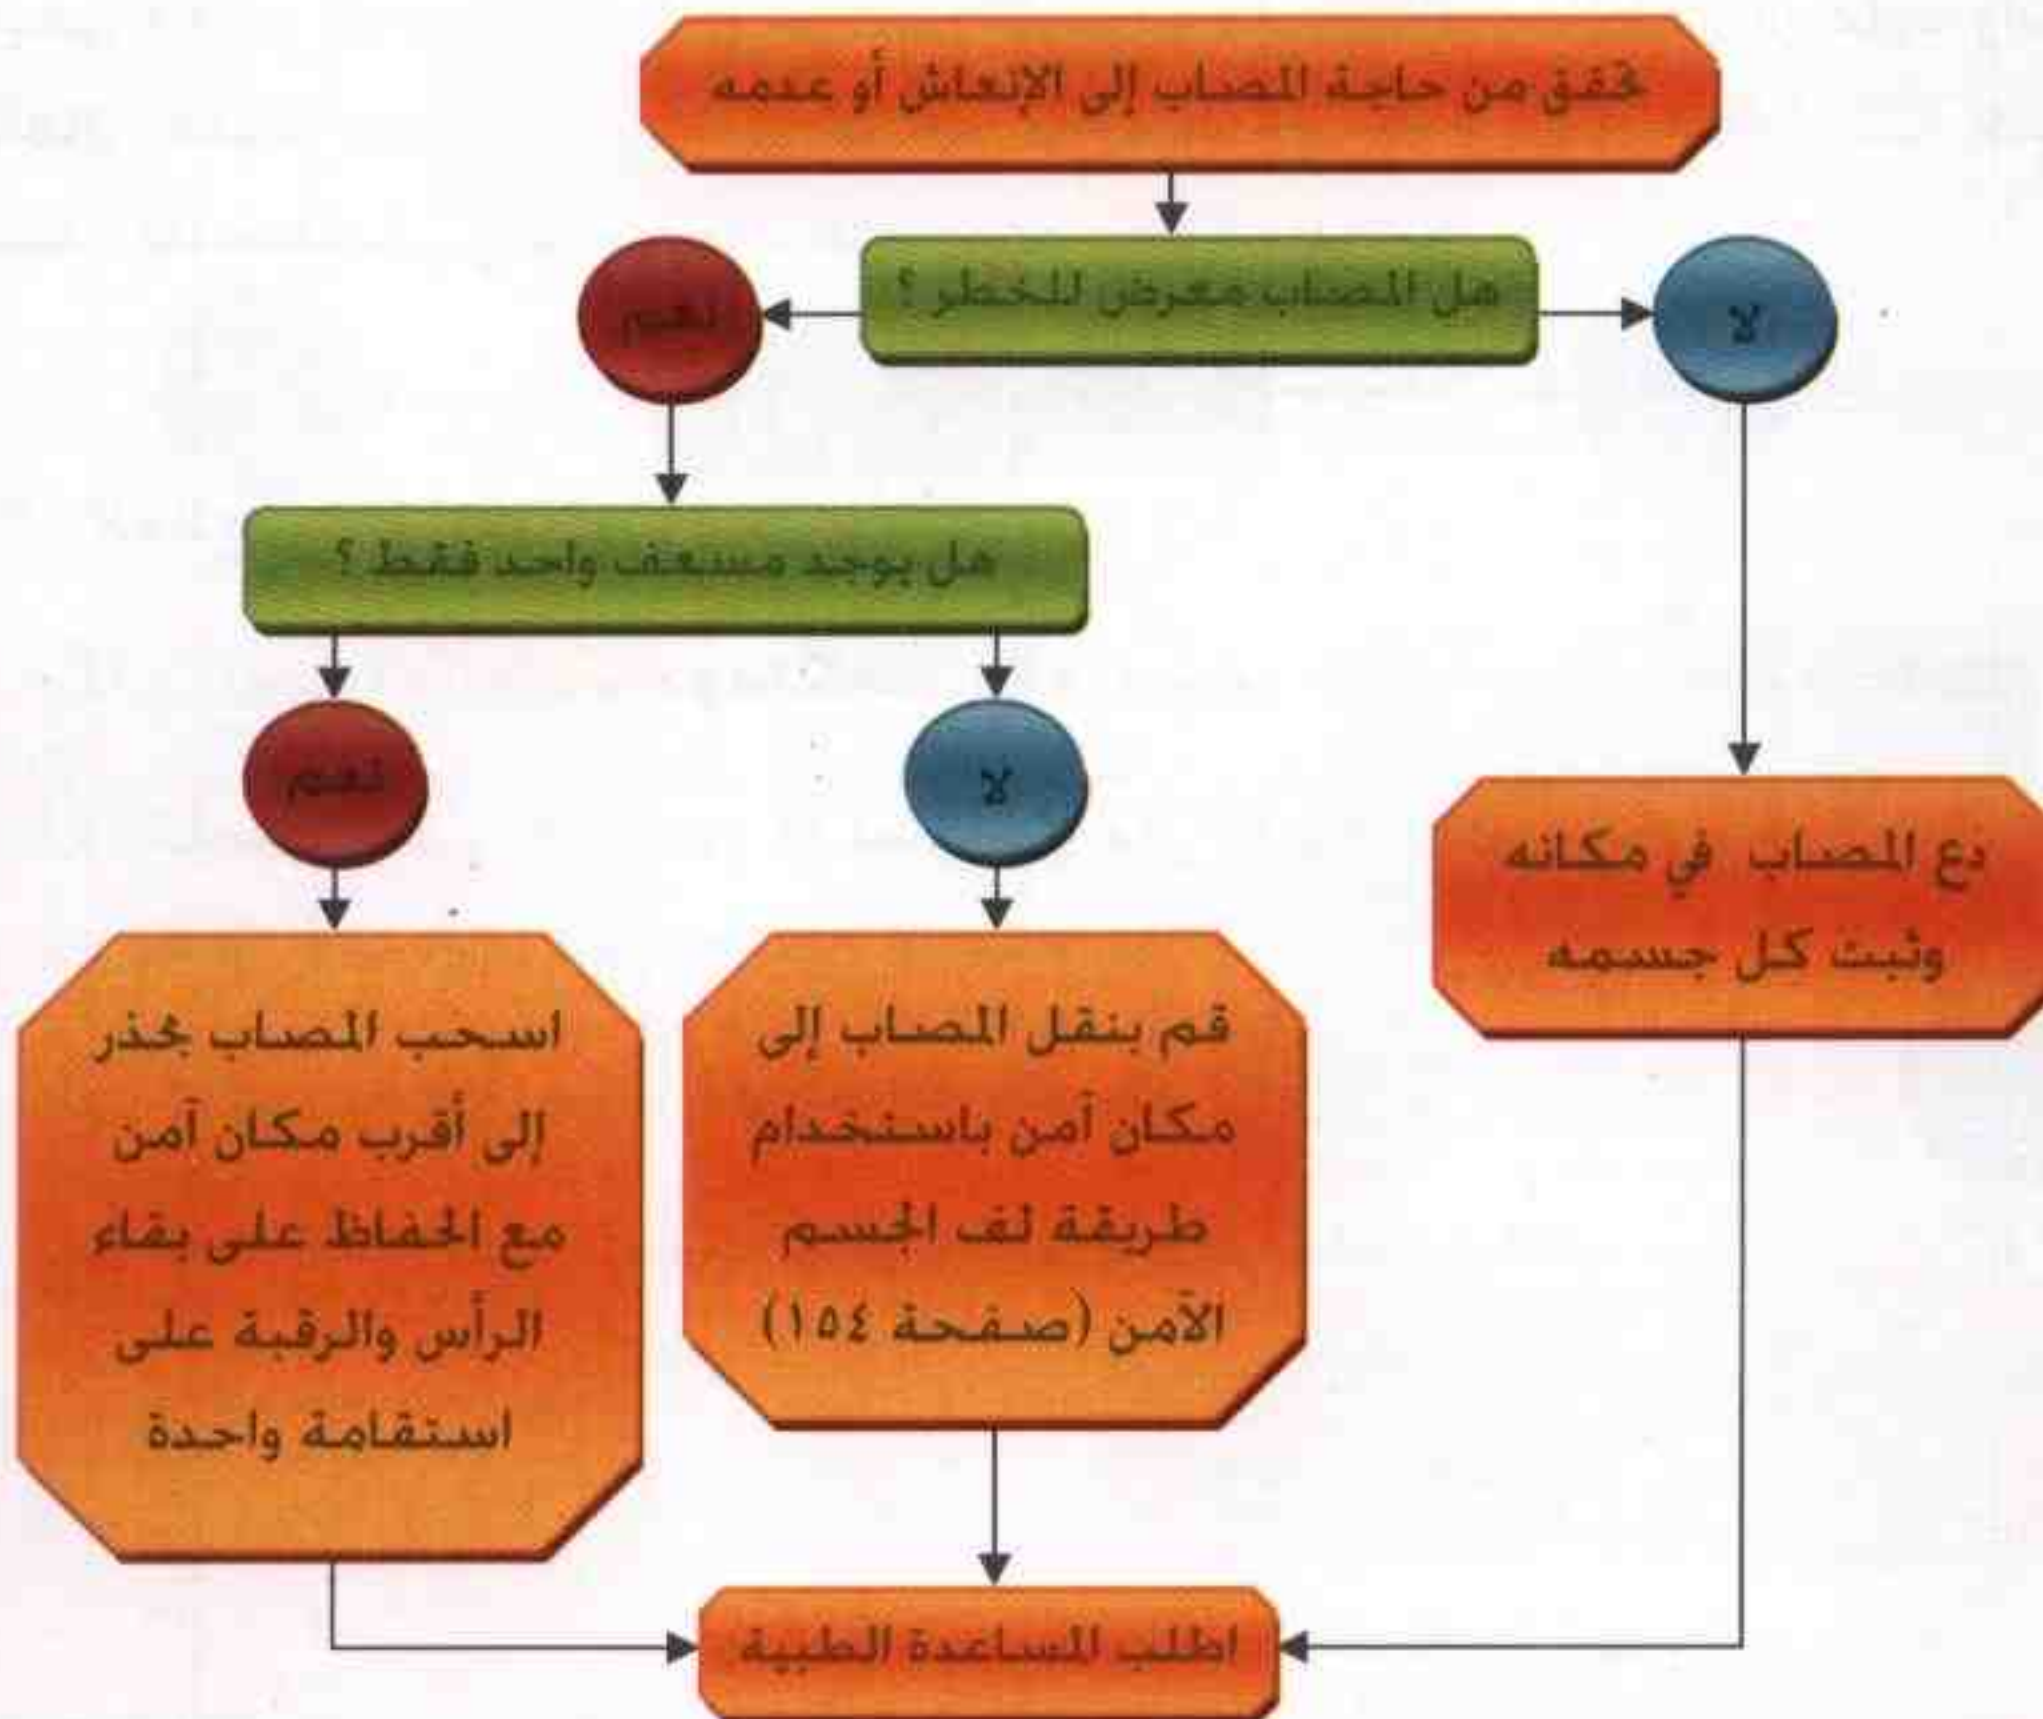 تحقق من حاجة المصاب إلى الإنعاش أو عدمه
هل المصاب معرض للخطر ؟
لا
نعم
هل يوجد مسعف واحد فقط ؟
لا
نعم
دع المصاب في مكانه
وثبت كل جسمه
قم بنقل المصاب إلى
مكان آمن باستخدام
طريقة لف الجسم
الآمن (صفحة ١٥٤)
اسحب المصاب بحذر
إلى أقرب مكان آمن
مع الحفاظ على بقاء
الرأس والرقبة على
استقامة واحدة
اطلب المساعدة الطبية